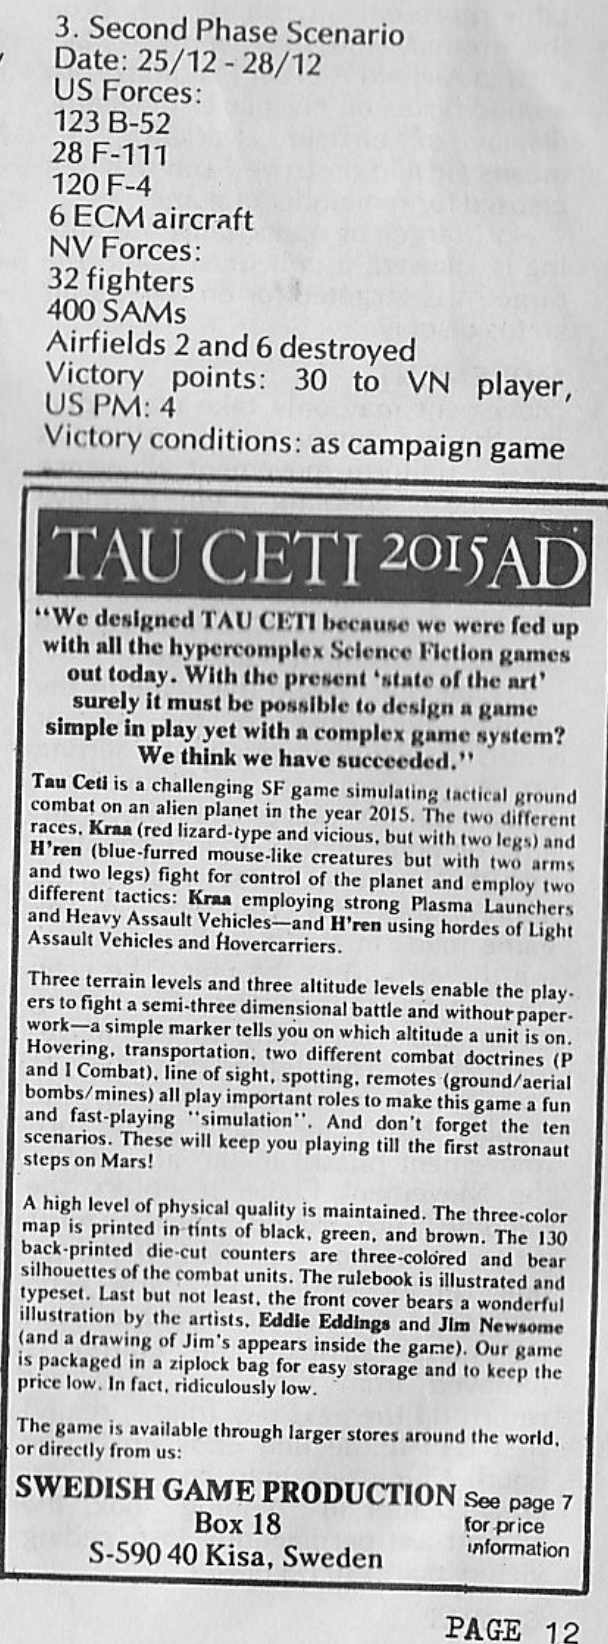 3. Second Phase Scenario
Date: 25/12 - 28/12
US Forces:
123 B-52
28 F-111
120 F-4
6 ECM aircraft
NV Forces:
32 fighters
400 SAMs
Airfields 2 and 6 destroyed
Victory points: 30 to VN player,
US PM: 4
Victory conditions: as campaign game
TAU CETI 2015 AD
"We designed TAU CETI because we were fed up
with all the hypercomplex Science Fiction games
out today. With the present 'state of the art'
surely it must be possible to design a game
simple in play yet with a complex game system?
We think we have succeeded."
Tau Ceti is a challenging SF game simulating tactical ground
combat on an alien planet in the year 2015. The two different
races, Kraa (red lizard-type and vicious, but with two legs) and
H'ren (blue-furred mouse-like creatures but with two arms
and two legs) fight for control of the planet and employ two
different tactics: Kraa employing strong Plasma Launchers
and Heavy Assault Vehicles—and H'ren using hordes of Light
Assault Vehicles and Hovercarriers.
Three terrain levels and three altitude levels enable the play-
ers to fight a semi-three dimensional battle and without paper-
work—a simple marker tells you on which altitude a unit is on.
Hovering, transportation, two different combat doctrines (P
and I Combat), line of sight, spotting, remotes (ground/aerial
bombs/mines) all play important roles to make this game a fun
and fast-playing "simulation". And don't forget the ten
scenarios. These will keep you playing till the first astronaut
steps on Mars!
A high level of physical quality is maintained. The three-color
map is printed in tints of black, green, and brown. The 130
back-printed die-cut counters are three-colored and bear
silhouettes of the combat units. The rulebook is illustrated and
typeset. Last but not least, the front cover bears a wonderful
illustration by the artists, Eddie Eddings and Jim Newsome
(and a drawing of Jim's appears inside the game). Our game
is packaged in a ziplock bag for easy storage and to keep the
price low. In fact, ridiculously low.
The game is available through larger stores around the world,
or directly from us:
SWEDISH GAME PRODUCTION
Box 18
S-590 40 Kisa, Sweden
See page 7
for price
information
PAGE 12